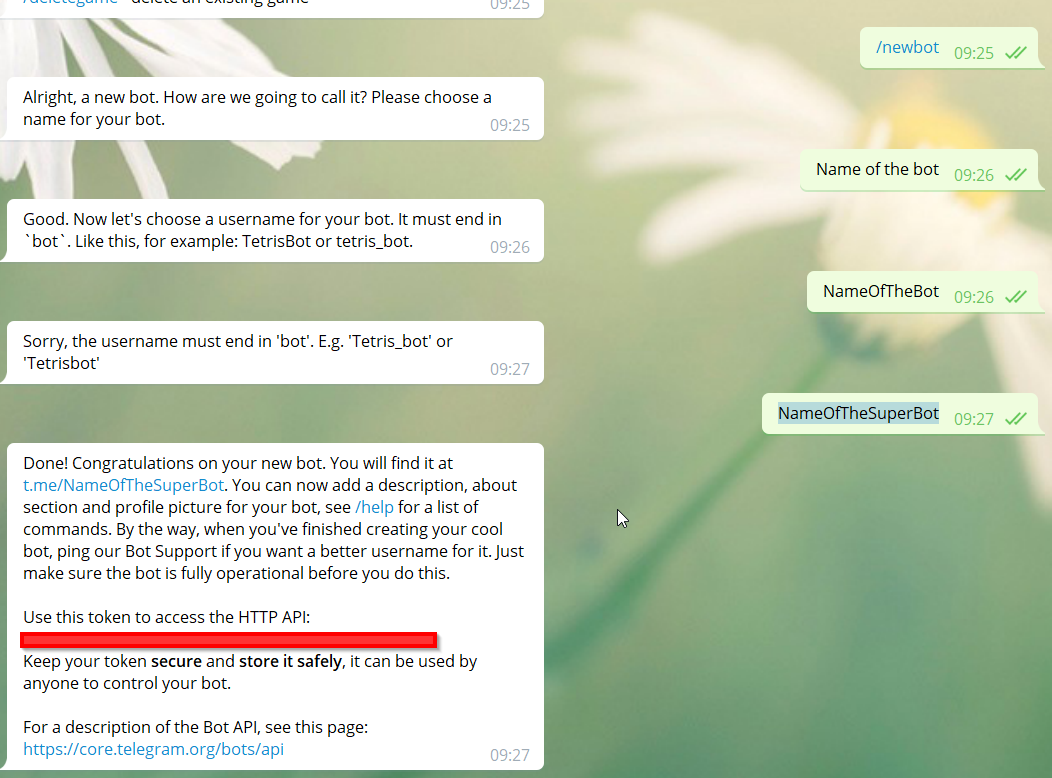 /deletegame - delete an existing game 09:25
/newbot 09:25
Alright, a new bot. How are we going to call it? Please choose a
name for your bot. 09:25
Name of the bot 09:26
Good. Now let's choose a username for your bot. It must end in
`bot`. Like this, for example: TetrisBot or tetris_bot. 09:26
NameOfTheBot 09:26
Sorry, the username must end in 'bot'. E.g. 'Tetris_bot' or
'Tetrisbot' 09:27
NameOfTheSuperBot 09:27
Done! Congratulations on your new bot. You will find it at
t.me/NameOfTheSuperBot. You can now add a description, about
section and profile picture for your bot, see /help for a list of
commands. By the way, when you've finished creating your cool
bot, ping our Bot Support if you want a better username for it. Just
make sure the bot is fully operational before you do this.
Use this token to access the HTTP API:
Keep your token secure and store it safely, it can be used by
anyone to control your bot.
For a description of the Bot API, see this page:
https://core.telegram.org/bots/api 09:27